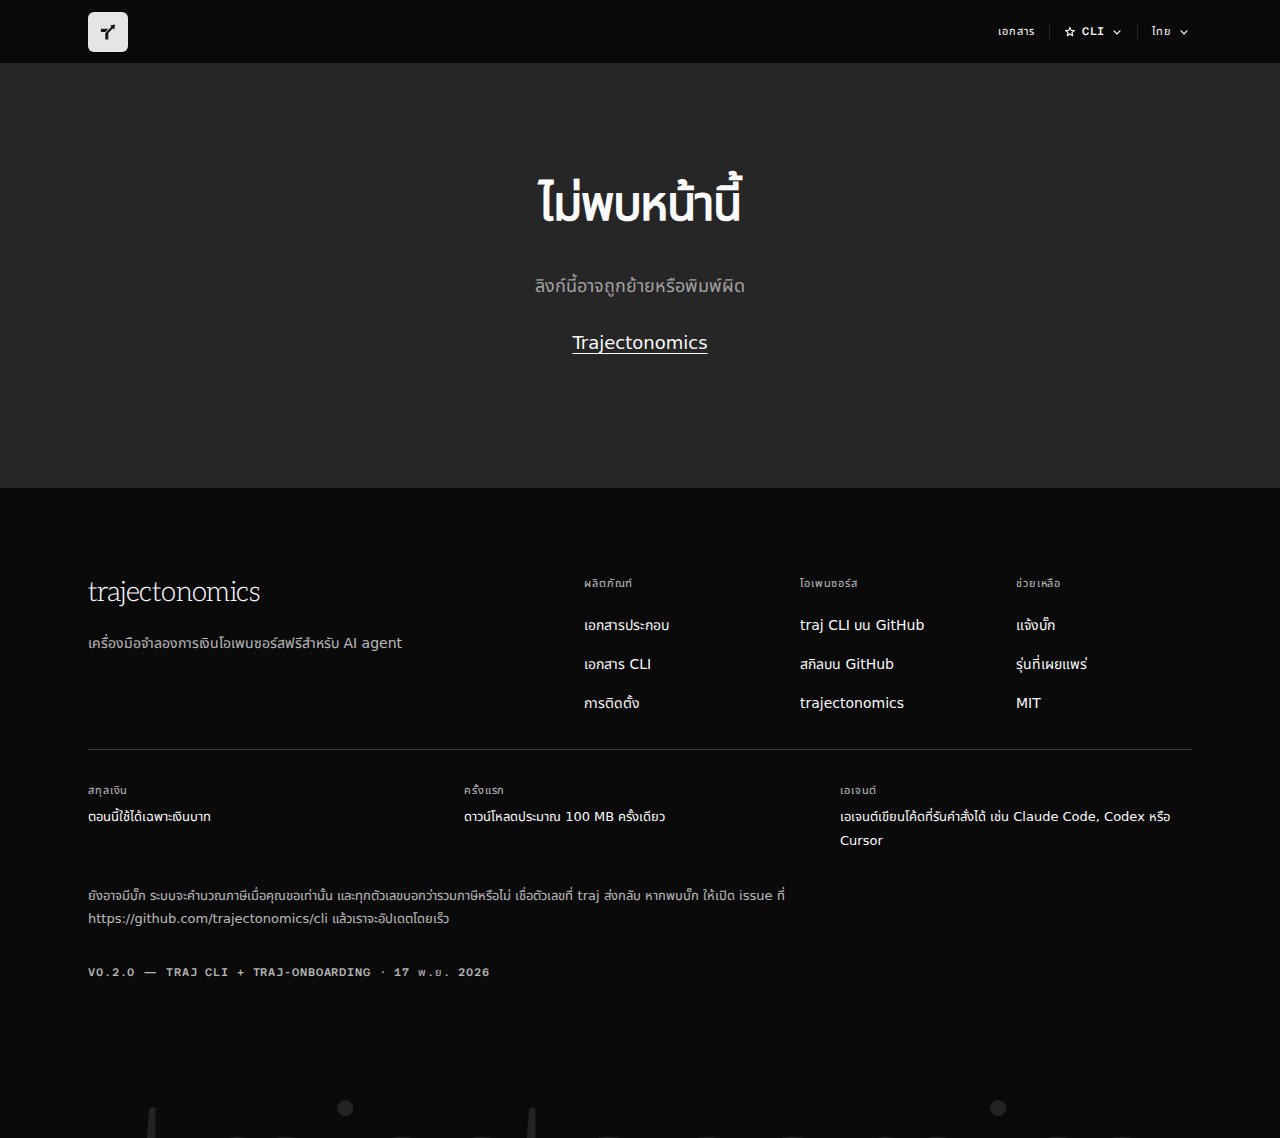 เอกสาร
CLI
ไทย
ไม่พบหน้านี้
ลิงก์นี้อาจถูกย้ายหรือพิมพ์ผิด
Trajectonomics
trajectonomics
เครื่องมือจำลองการเงินโอเพนซอร์สฟรีสำหรับ AI agent
ผลิตภัณฑ์
เอกสารประกอบ
เอกสาร CLI
การติดตั้ง
โอเพนซอร์ส
traj CLI บน GitHub
สกิลบน GitHub
trajectonomics
ช่วยเหลือ
แจ้งบั๊ก
รุ่นที่เผยแพร่
MIT
สกุลเงิน
ตอนนี้ใช้ได้เฉพาะเงินบาท
ครั้งแรก
ดาวน์โหลดประมาณ 100 MB ครั้งเดียว
เอเจนต์
เอเจนต์เขียนโค้ดที่รันคำสั่งได้ เช่น Claude Code, Codex หรือ
Cursor
ยังอาจมีบั๊ก ระบบจะคำนวณภาษีเมื่อคุณขอเท่านั้น และทุกตัวเลขบอกว่ารวมภาษีหรือไม่ เชื่อตัวเลขที่ traj ส่งกลับ หากพบบั๊ก ให้เปิด issue ที่
https://github.com/trajectonomics/cli แล้วเราจะอัปเดตโดยเร็ว
V0.2.0 — TRAJ CLI + TRAJ-ONBOARDING · 17 พ.ย. 2026